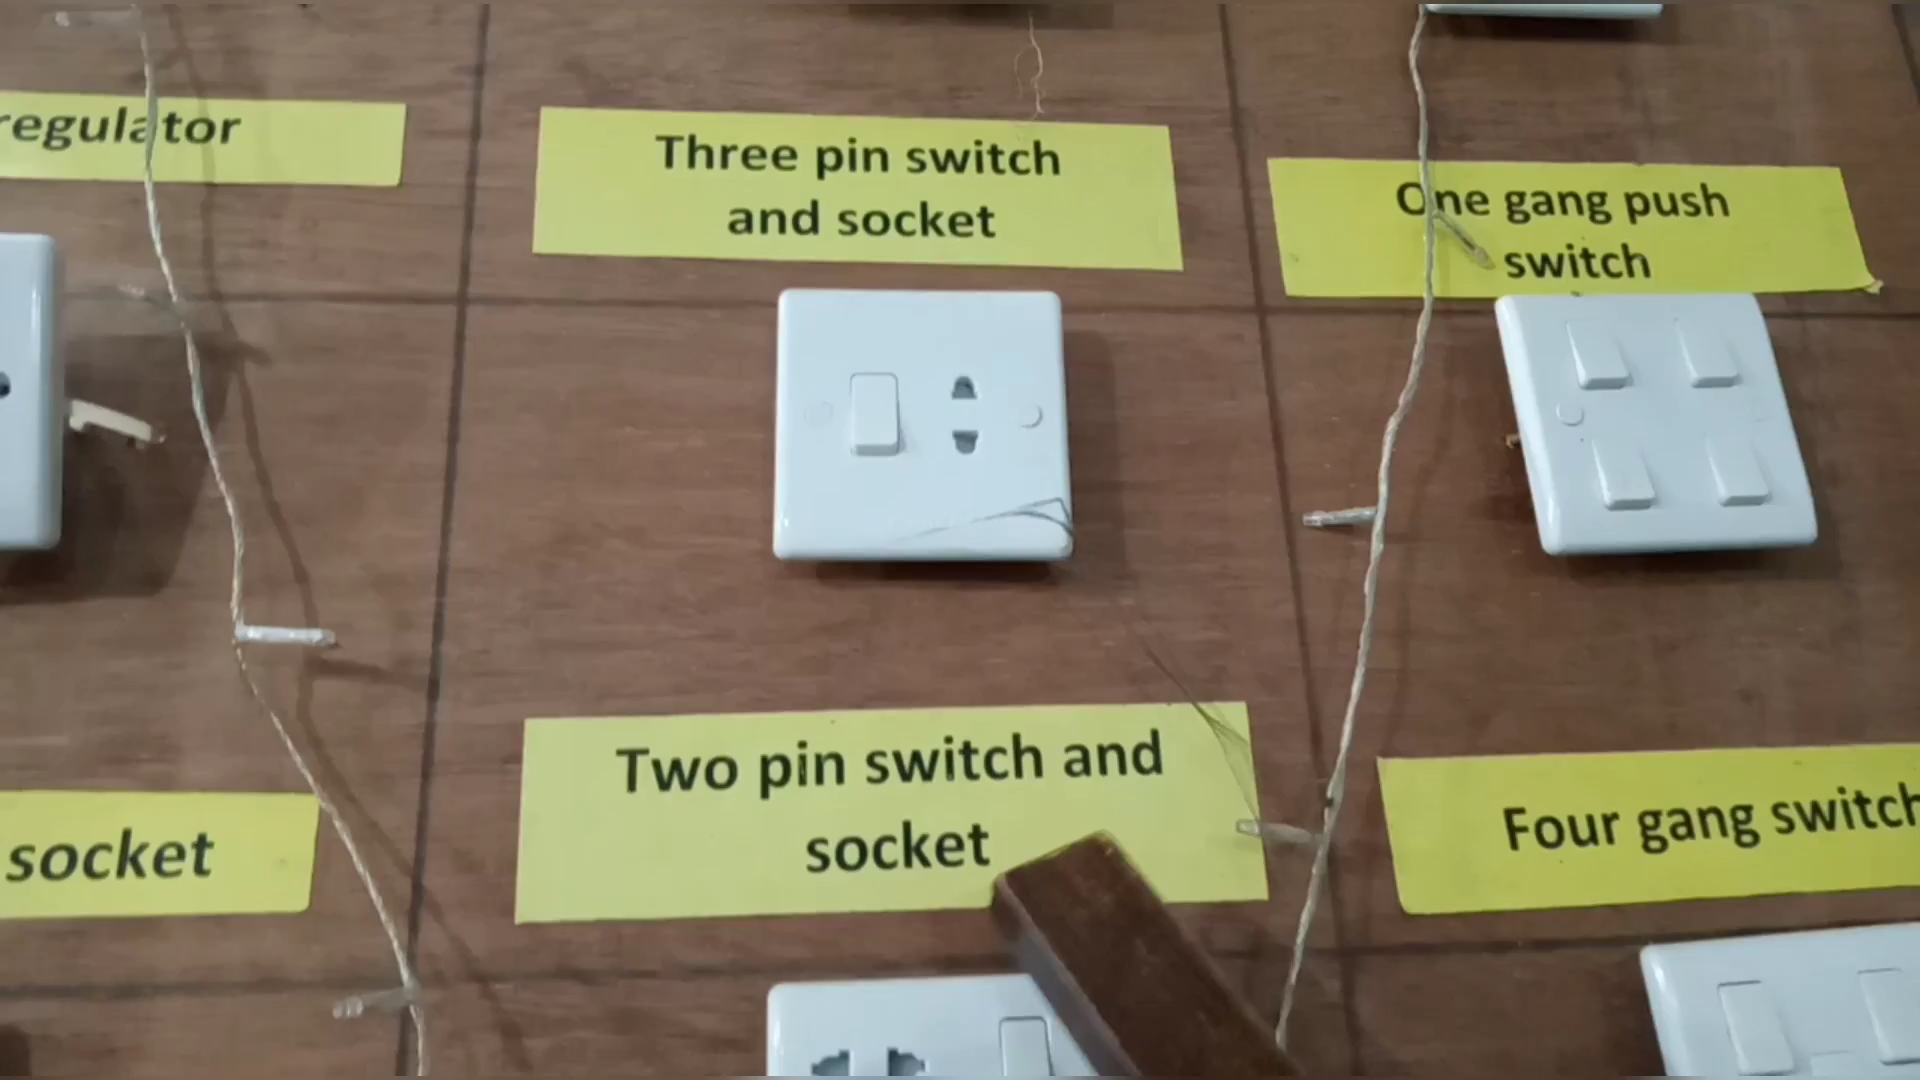 regulator
Three pin switch
and socket
One gang push
switch
socket
Two pin switch and
socket
Four gang switch